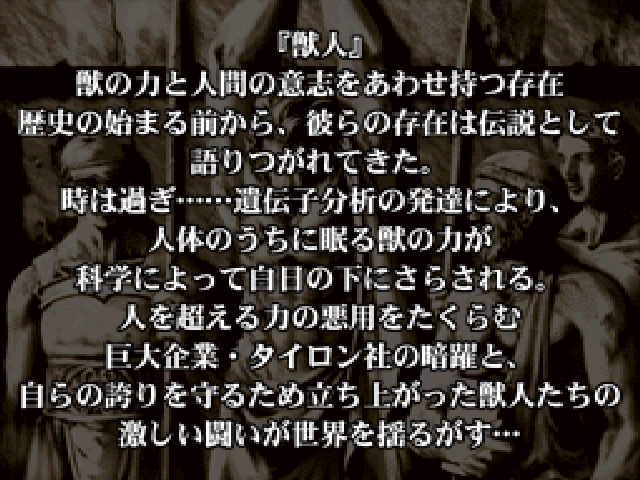 『獣人』
獣の力と人間の意志をあわせ持つ存在
歴史の始まる前から、彼らの存在は伝説として
語りつがれてきた。
時は過ぎ……遺伝子分析の発達により、
人体のうちに眠る獣の力が
科学によって白日の下にさらされる。
人を超える力の悪用をたくらむ
巨大企業・タイロン社の暗躍と、
自らの誇りを守るため立ち上がった獣人たちの
激しい闘いが世界を揺るがす…